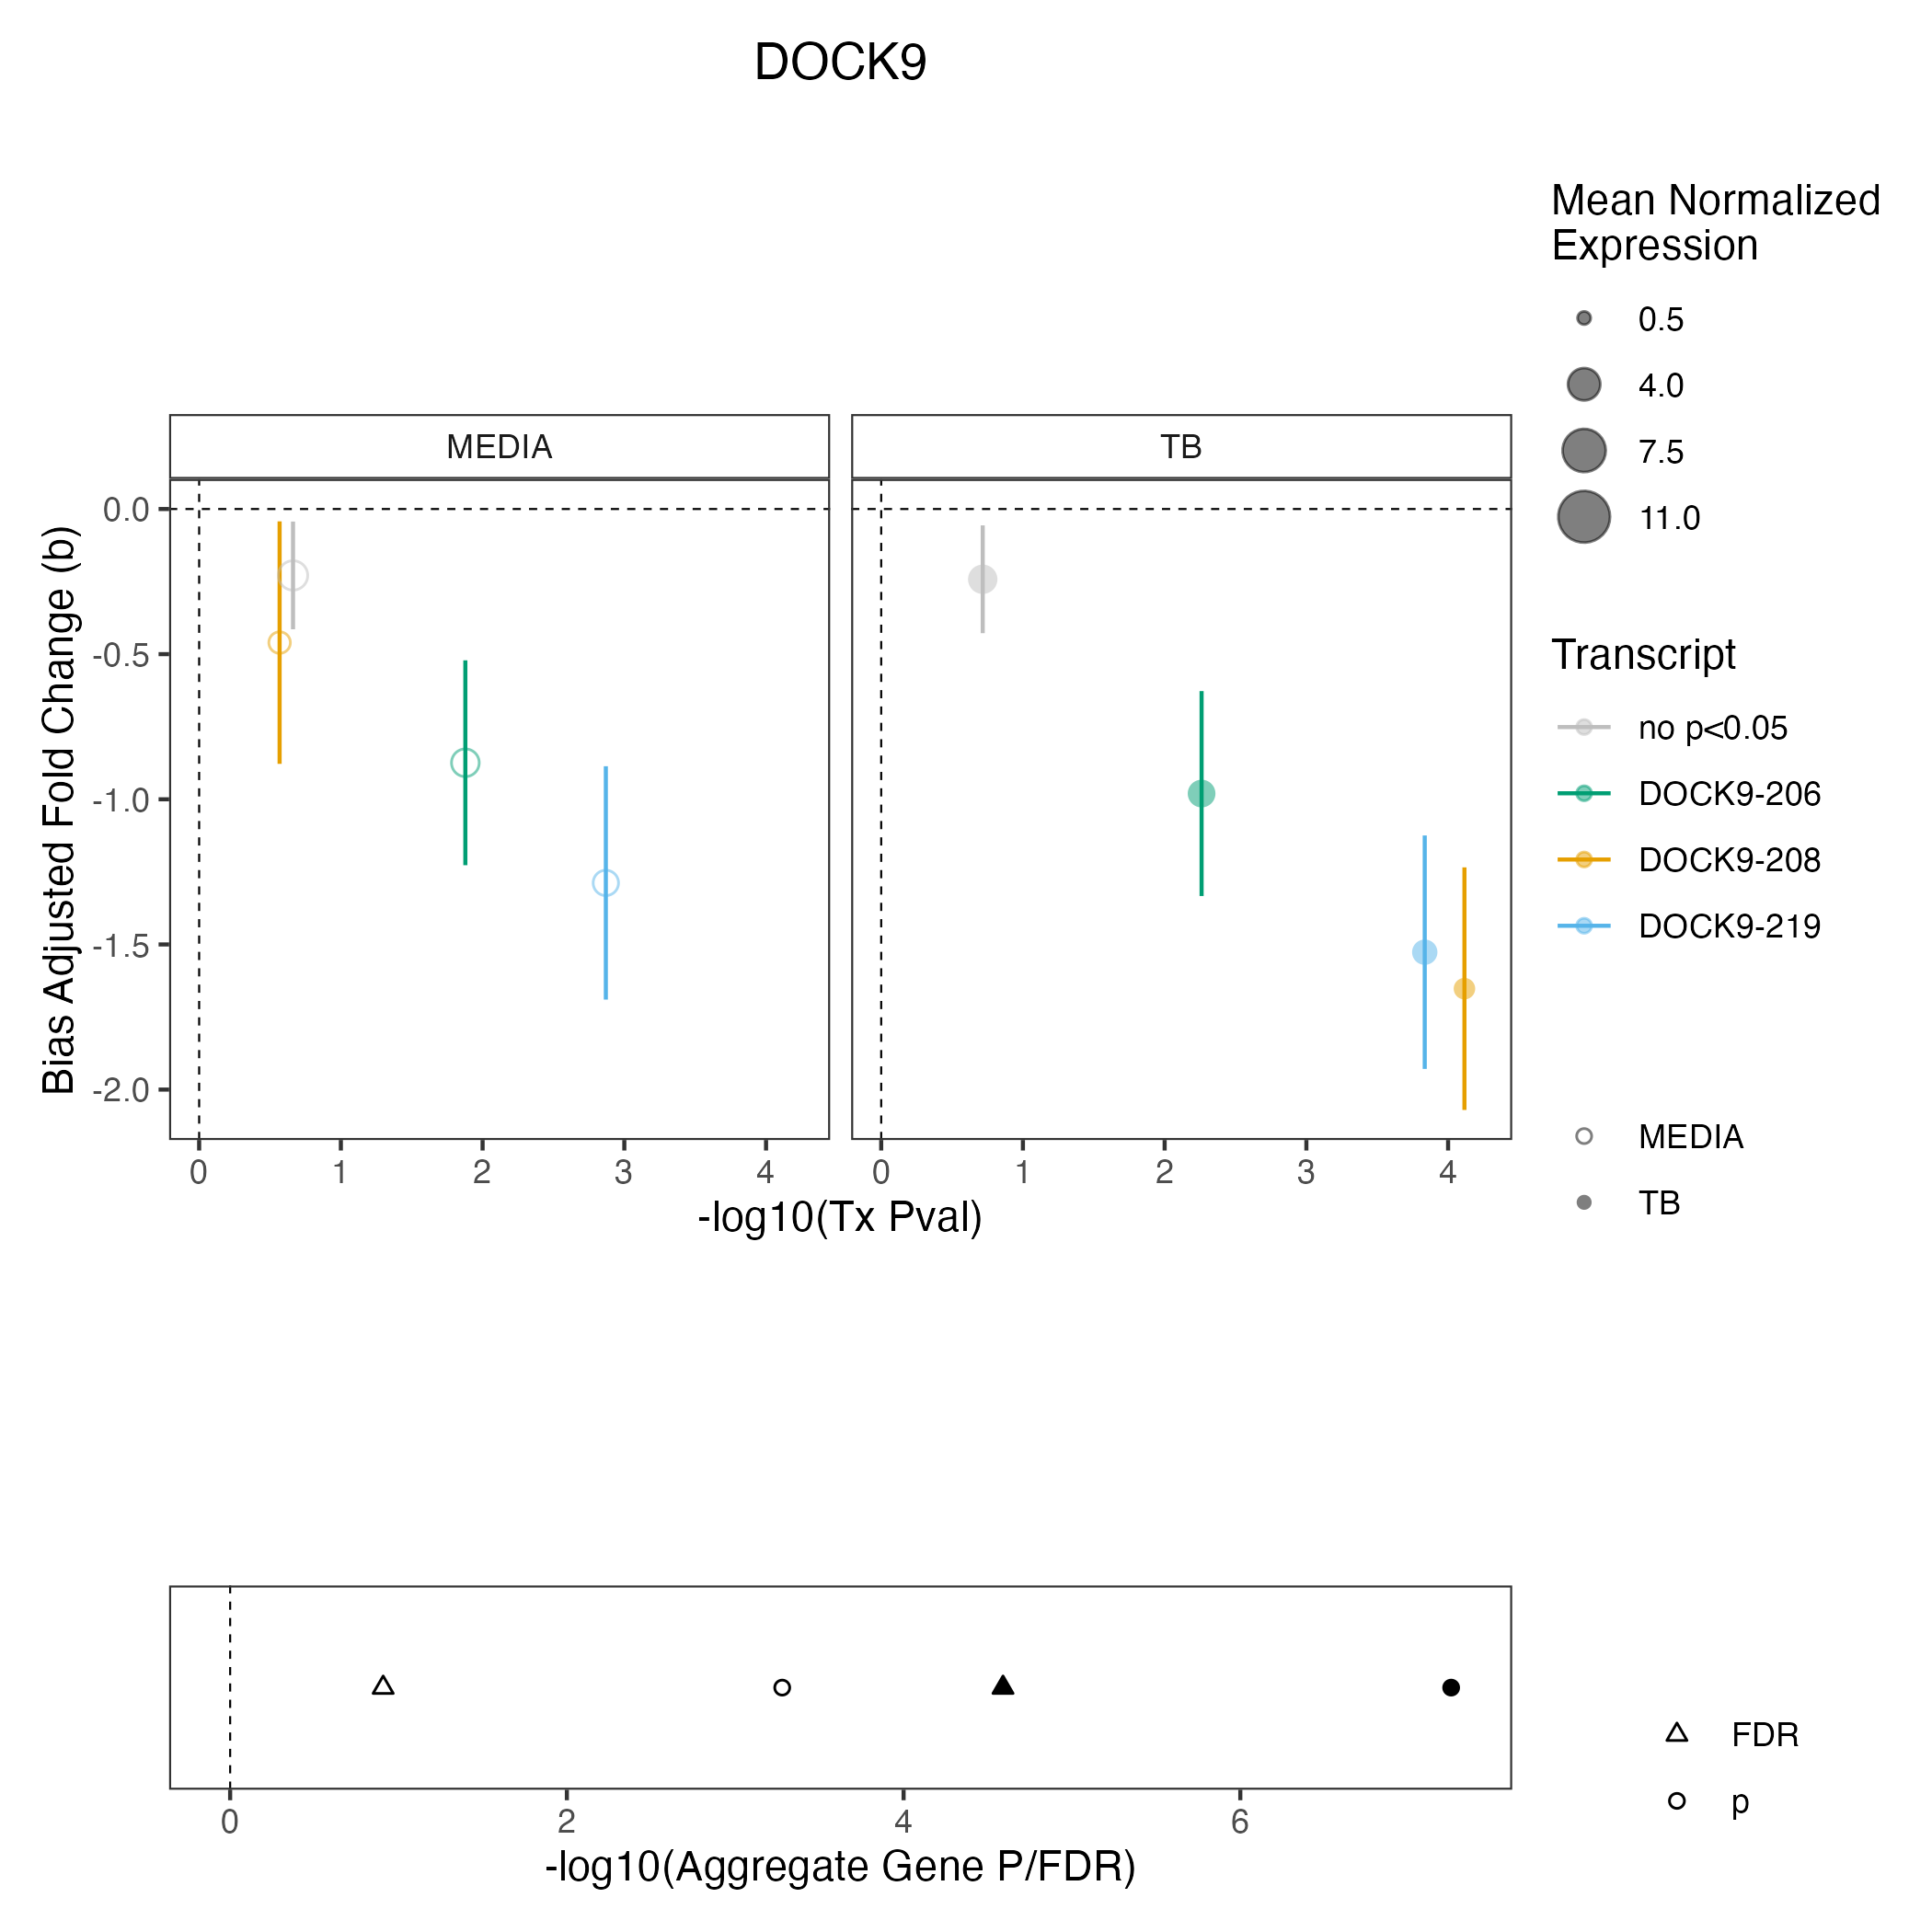 DOCK9
Mean Normalized
Expression
0.5
4.0
7.5
11.0
MEDIA
TB
Bias Adjusted Fold Change (b)
0.0
-0.5
-1.0
-1.5
-2.0
0 1 2 3 4
0 1 2 3 4
-log10(Tx Pval)
Transcript
no p<0.05
DOCK9-206
DOCK9-208
DOCK9-219
MEDIA
TB
0 2 4 6
-log10(Aggregate Gene P/FDR)
FDR
p